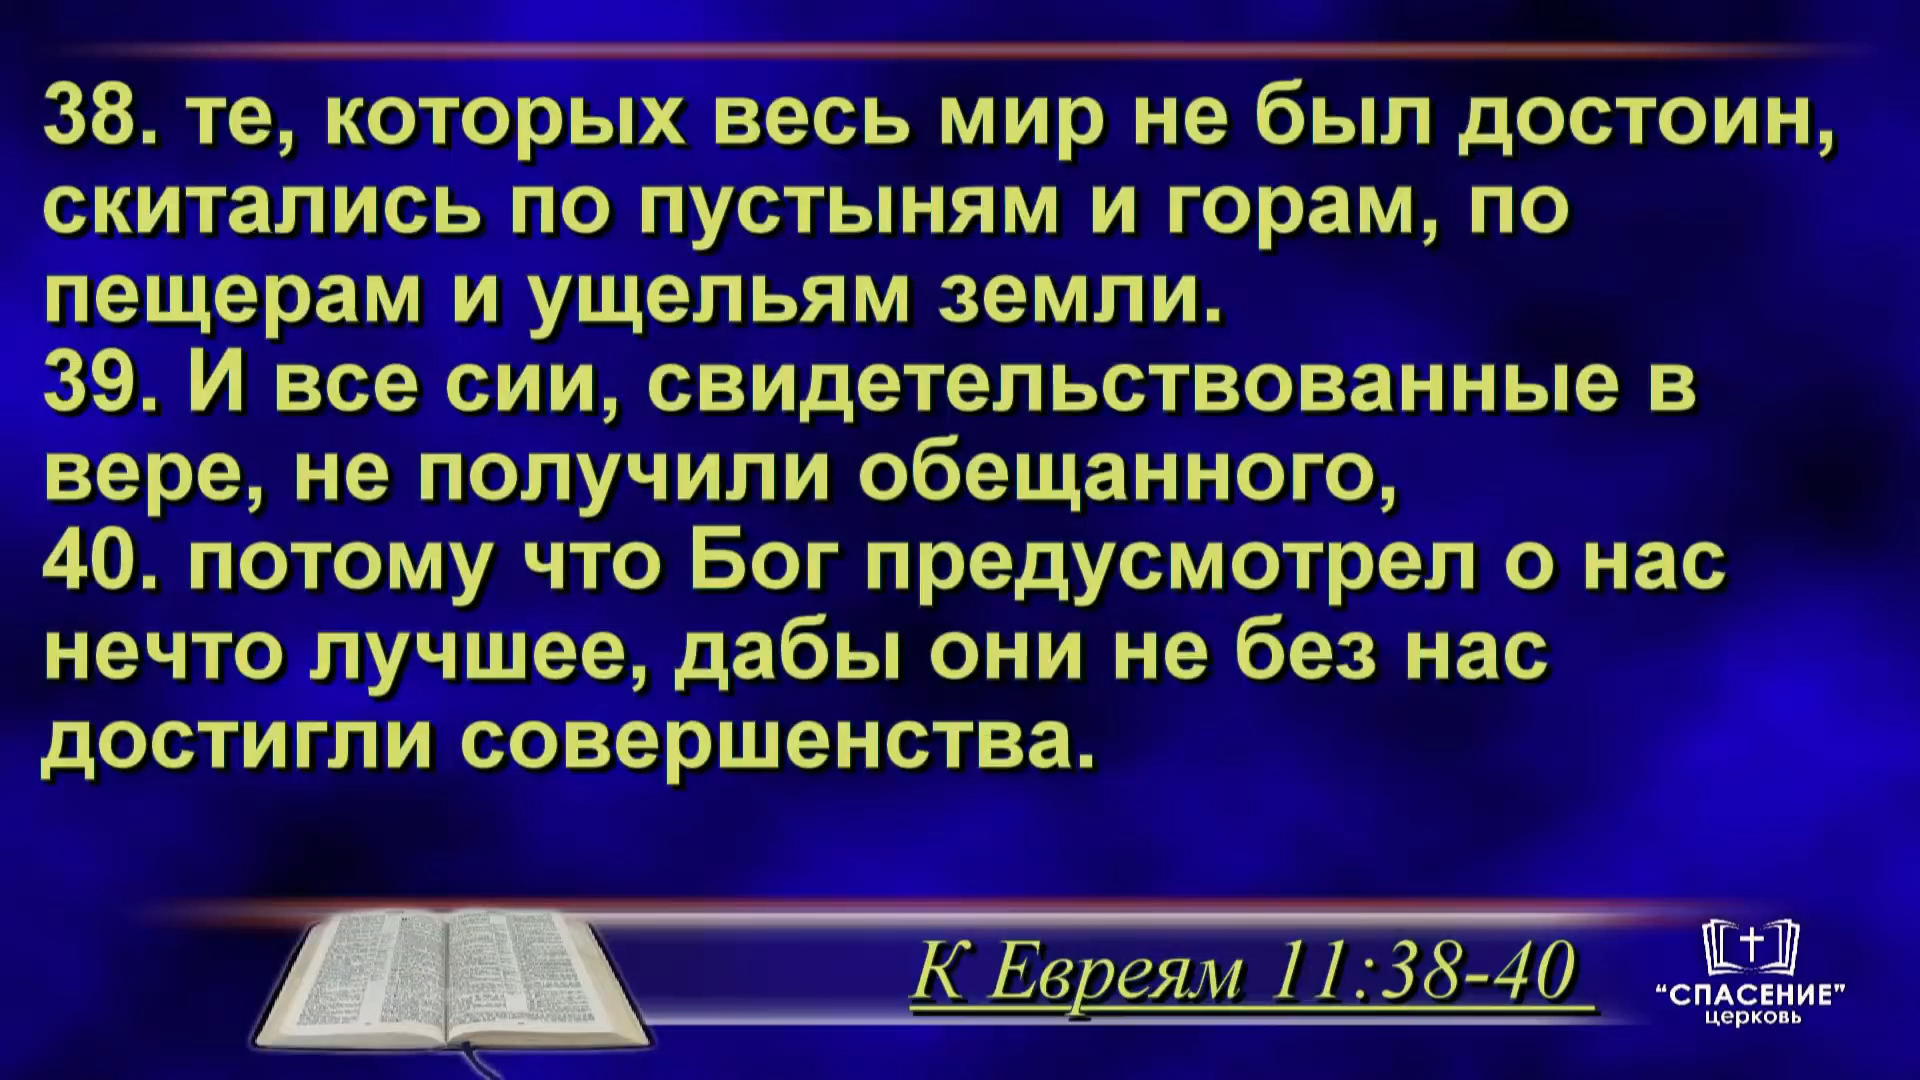 38. те, которых весь мир не был достоин,
скитались по пустыням и горам, по
пещерам и ущельям земли.
39. И все сии, свидетельствованные в
вере, не получили обещанного,
40. потому что Бог предусмотрел о нас
нечто лучшее, дабы они не без нас
достигли совершенства.
К Евреям 11:38-40
“СПАСЕНИЕ”
церковь